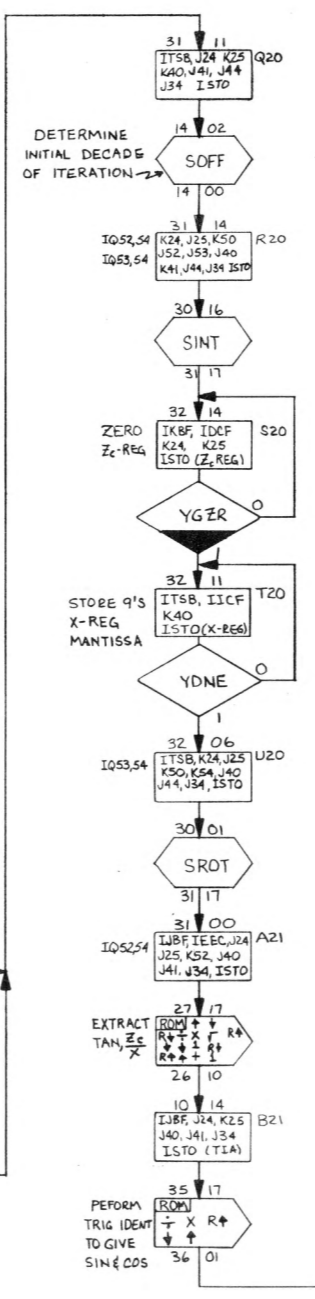 31 11
ITSB, J24 K25 Q20
K40, J41, J44
J34 ISTO
DETERMINE
INITIAL DECADE
OF ITERATION
14 02
SOFF
14 00
31 14
IQ52,54 K24, J25, K50 R20
IQ53,54 J52, J53, J40
K41, J44, J34 ISTO
30 16
SINT
31 17
32 14
ZERO IKBF, IDCF S20
Zc-REG K24, K25
ISTO (Zc REG)
YGZR 0
1
32 11
STORE 9'S ITSB, IICF T20
X-REG K40
MANTISSA ISTO (X-REG)
YDNE 0
1
32 06
IQ53,54 ITSB, K24, J25 U20
K50, K54, J40
J44, J34, ISTO
30 01
SROT
31 17
31 00
IQ52,54 IJBF, IEEC, J24 A21
J25, K52, J40
J41, J34, ISTO
27 17
EXTRACT ROM ↑ ↓
TAN, Zc/X R↓ ÷ X √ R↑
↓ ↓ 1 R↓
R↑ ↑ + 1
26 10
10 14
IJBF, J24, K25 B21
J40, J41, J34
ISTO (TIA)
35 17
PEFORM ROM
TRIG IDENT ÷ X R↑
TO GIVE ↓ ↑
SIN & COS
36 01